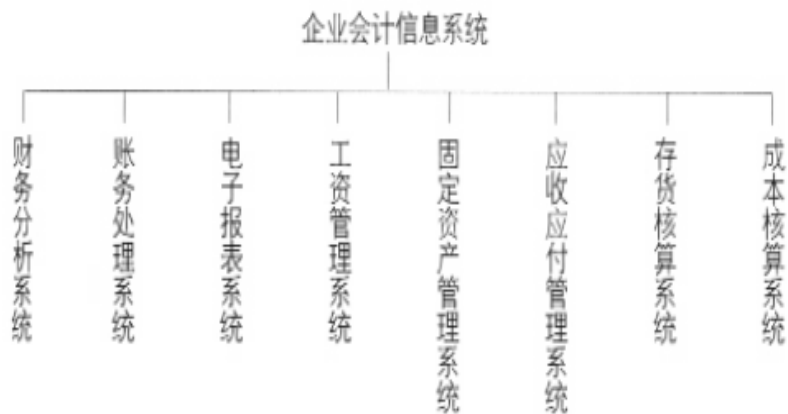 企业会计信息系统
财务分析系统
账务处理系统
电子报表系统
工资管理系统
固定资产管理系统
应收应付管理系统
存货核算系统
成本核算系统